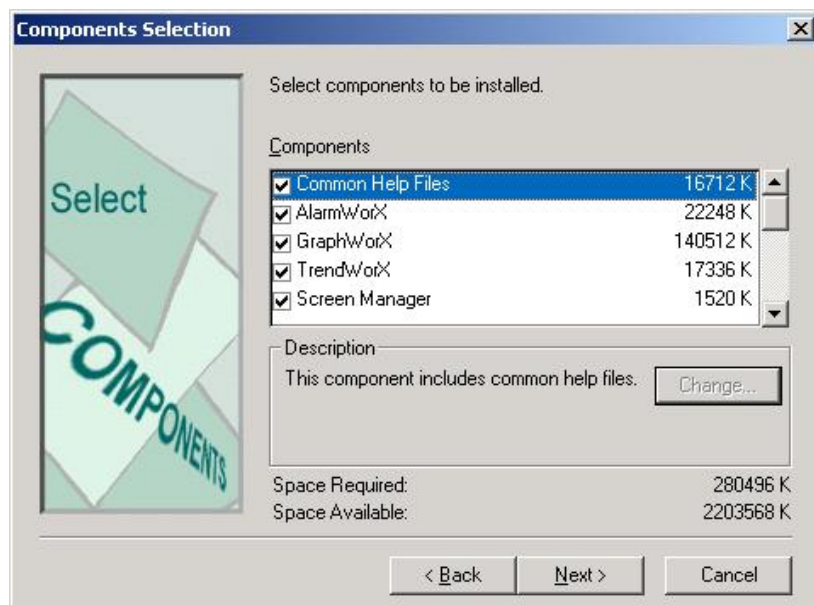 Components Selection
Select components to be installed.
Components
Common Help Files 16712 K
AlarmWorX 22248 K
GraphWorX 140512 K
TrendWorX 17336 K
Screen Manager 1520 K
Select
COMPONENTS
Description
This component includes common help files.
Change...
Space Required: 280496 K
Space Available: 2203568 K
< Back Next > Cancel